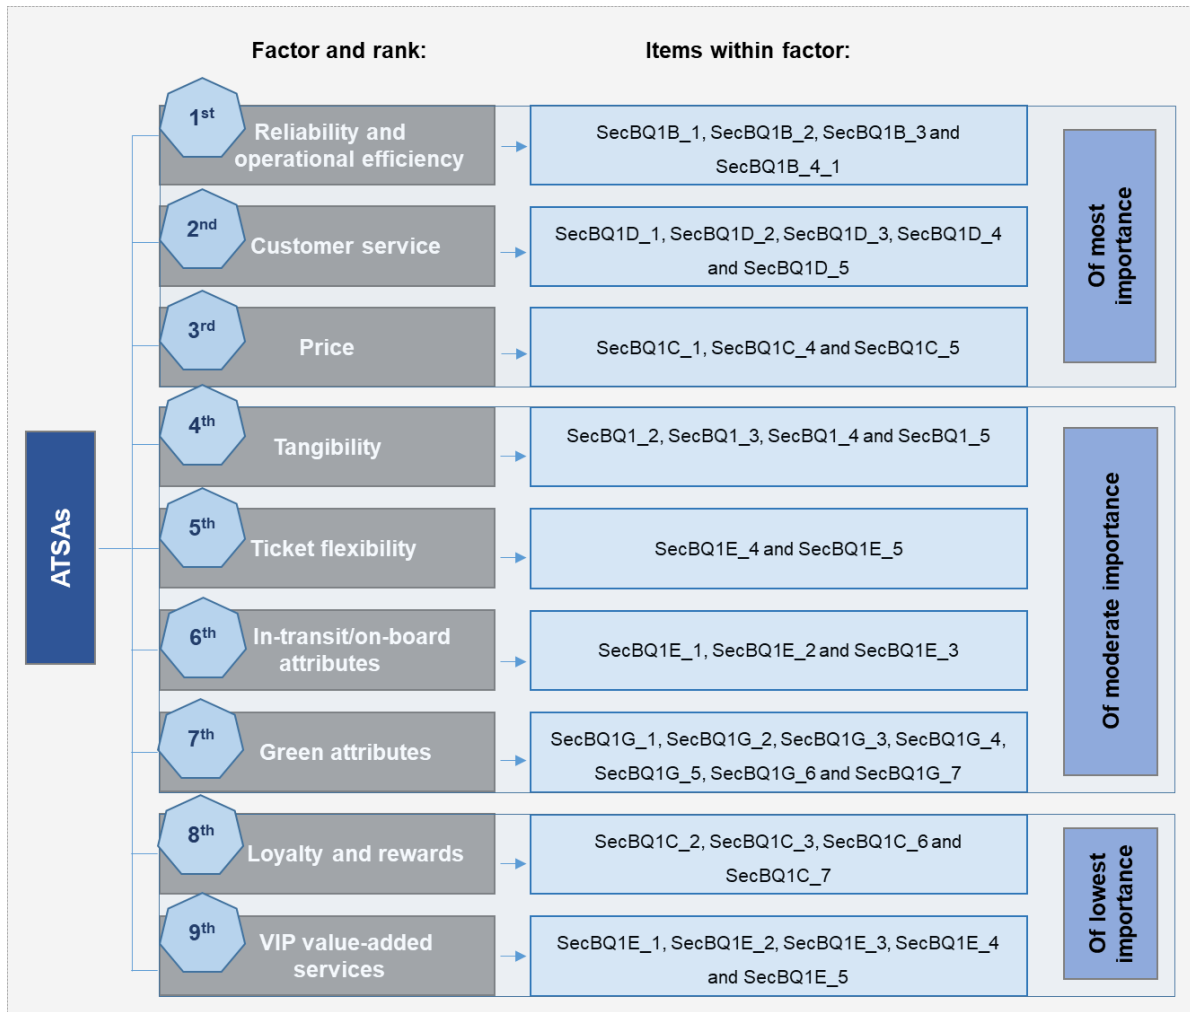 Factor and rank:
Items within factor:
1st
Reliability and
operational efficiency
SecBQ1B_1, SecBQ1B_2, SecBQ1B_3 and
SecBQ1B_4_1
2nd
Customer service
SecBQ1D_1, SecBQ1D_2, SecBQ1D_3, SecBQ1D_4
and SecBQ1D_5
3rd
Price
SecBQ1C_1, SecBQ1C_4 and SecBQ1C_5
Of most
importance
4th
Tangibility
SecBQ1_2, SecBQ1_3, SecBQ1_4 and SecBQ1_5
5th
Ticket flexibility
SecBQ1E_4 and SecBQ1E_5
6th
In-transit/on-board
attributes
SecBQ1E_1, SecBQ1E_2 and SecBQ1E_3
7th
Green attributes
SecBQ1G_1, SecBQ1G_2, SecBQ1G_3, SecBQ1G_4,
SecBQ1G_5, SecBQ1G_6 and SecBQ1G_7
Of moderate importance
8th
Loyalty and rewards
SecBQ1C_2, SecBQ1C_3, SecBQ1C_6 and
SecBQ1C_7
9th
VIP value-added
services
SecBQ1E_1, SecBQ1E_2, SecBQ1E_3, SecBQ1E_4
and SecBQ1E_5
Of lowest
importance
ATSAs